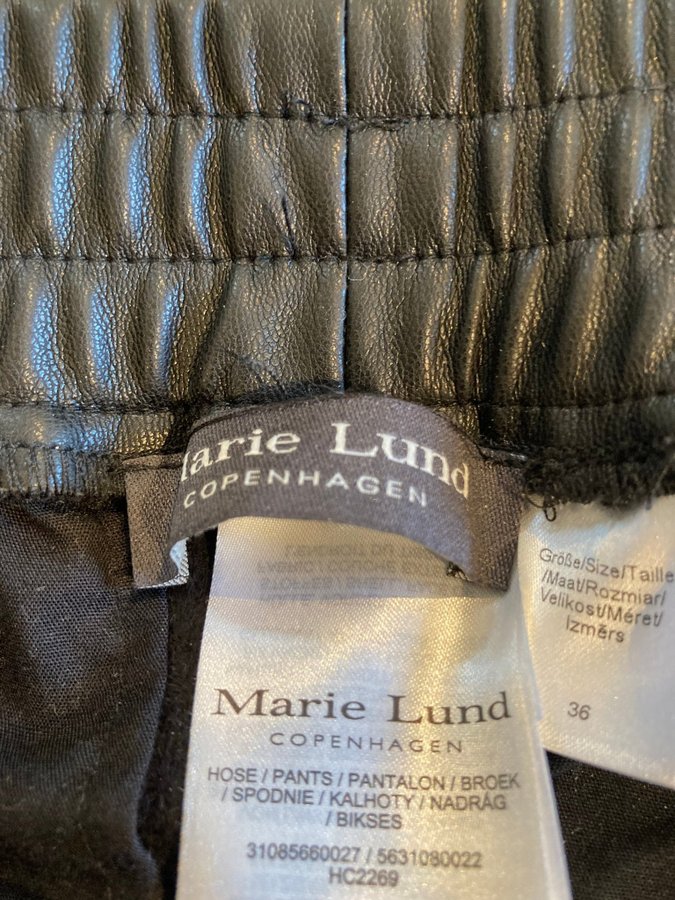 Marie Lund
COPENHAGEN
Größe/Size/Taille
/Maat/Rozmiar/
Velikost/Méret/
Izmērs
36
Marie Lund
COPENHAGEN
HOSE / PANTS / PANTALON / BROEK
/ SPODNIE / KALHOTY / NADRÁG
/ BIKSES
31085660027 / 5631080022
HC2269